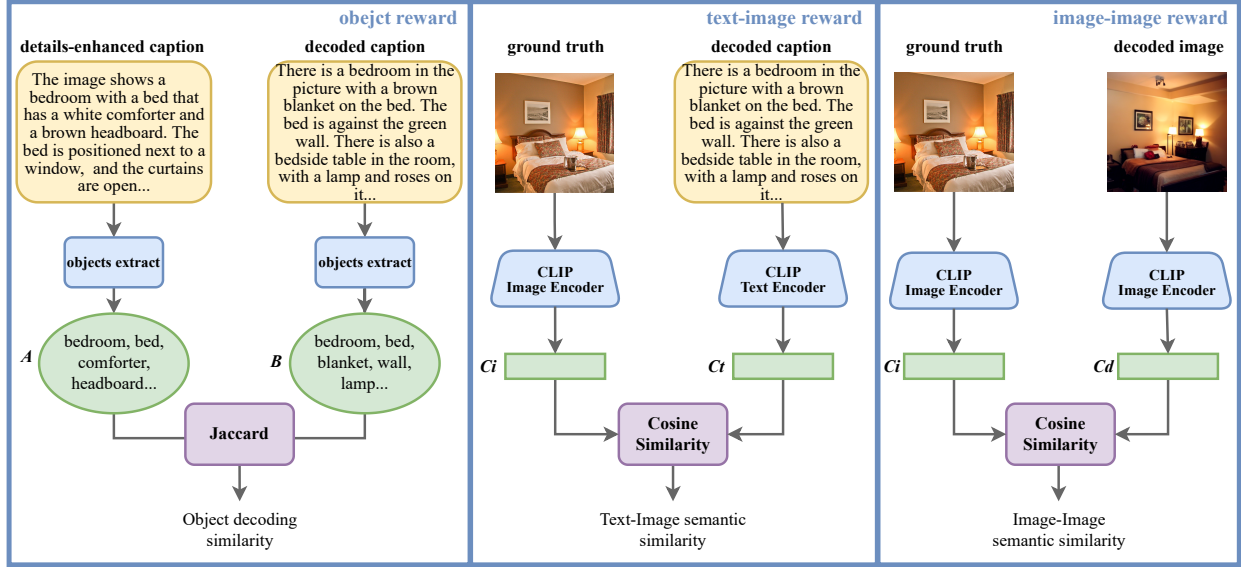 obejct reward
details-enhanced caption
decoded caption
The image shows a
bedroom with a bed that
has a white comforter and
a brown headboard. The
bed is positioned next to a
window, and the curtains
are open...
There is a bedroom in the
picture with a brown
blanket on the bed. The
bed is against the green
wall. There is also a
bedside table in the room,
with a lamp and roses on
it...
objects extract
objects extract
A
bedroom, bed,
comforter,
headboard...
B
bedroom, bed,
blanket, wall,
lamp...
Jaccard
Object decoding
similarity
text-image reward
ground truth
decoded caption
There is a bedroom in the
picture with a brown
blanket on the bed. The
bed is against the green
wall. There is also a
bedside table in the room,
with a lamp and roses on
it...
CLIP
Image Encoder
CLIP
Text Encoder
Ci
Ct
Cosine
Similarity
Text-Image semantic
similarity
image-image reward
ground truth
decoded image
CLIP
Image Encoder
CLIP
Image Encoder
Ci
Cd
Cosine
Similarity
Image-Image
semantic similarity